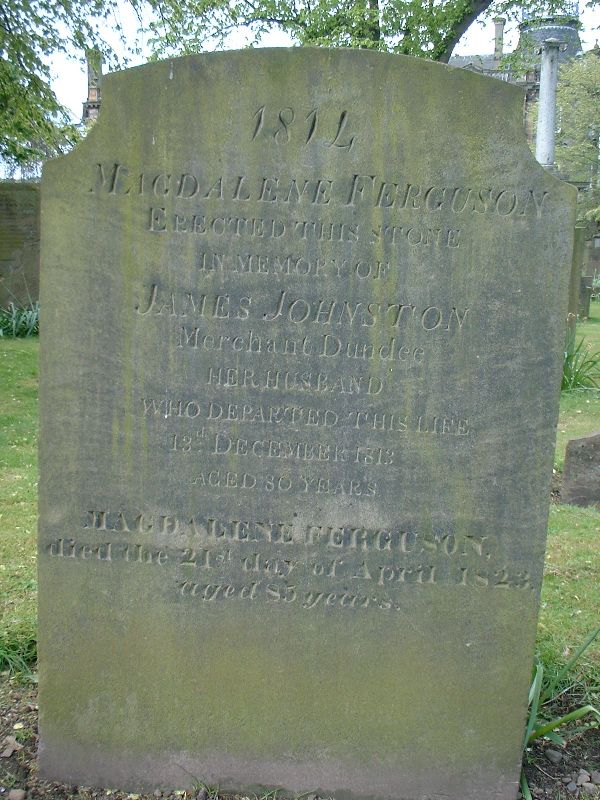 1814
MAGDALENE FERGUSON
ERECTED THIS STONE
IN MEMORY OF
JAMES JOHNSTON
Merchant Dundee
HER HUSBAND
WHO DEPARTED THIS LIFE
13th DECEMBER 1813
AGED 80 YEARS
MAGDALENE FERGUSON,
died the 21st day of April 1823,
aged 85 years.